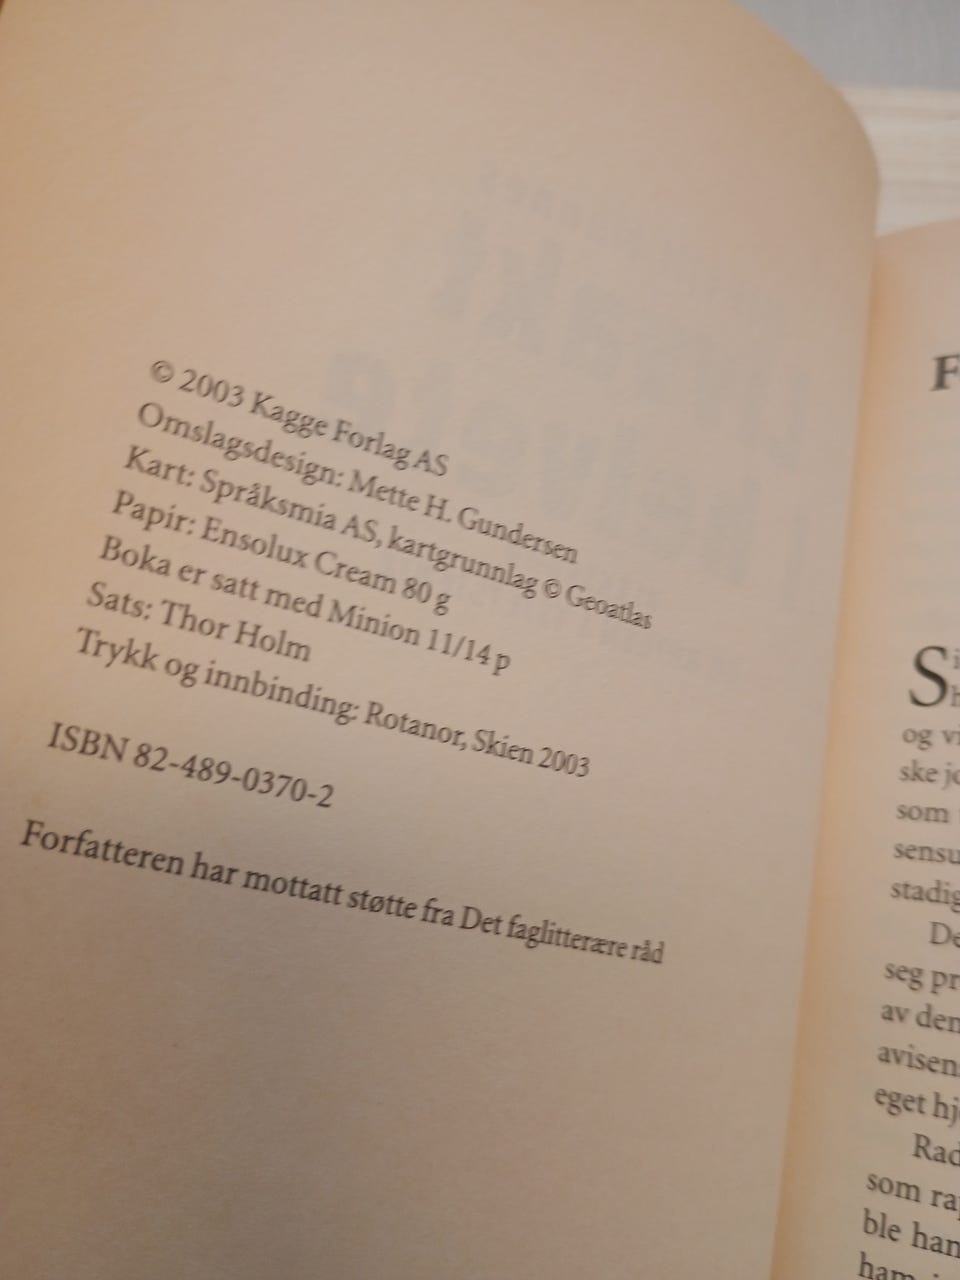 © 2003 Kagge Forlag AS
Omslagsdesign: Mette H. Gundersen
Kart: Språksmia AS, kartgrunnlag © Geoatlas
Papir: Ensolux Cream 80 g
Boka er satt med Minion 11/14 p
Sats: Thor Holm
Trykk og innbinding: Rotanor, Skien 2003
ISBN 82-489-0370-2
Forfatteren har mottatt støtte fra Det faglitterære råd
F
Si
h
og vi
ske jo
som
sensu
stadig
De
seg pr
av den
avisen
eget hj
Rad
som ra
ble han
ham